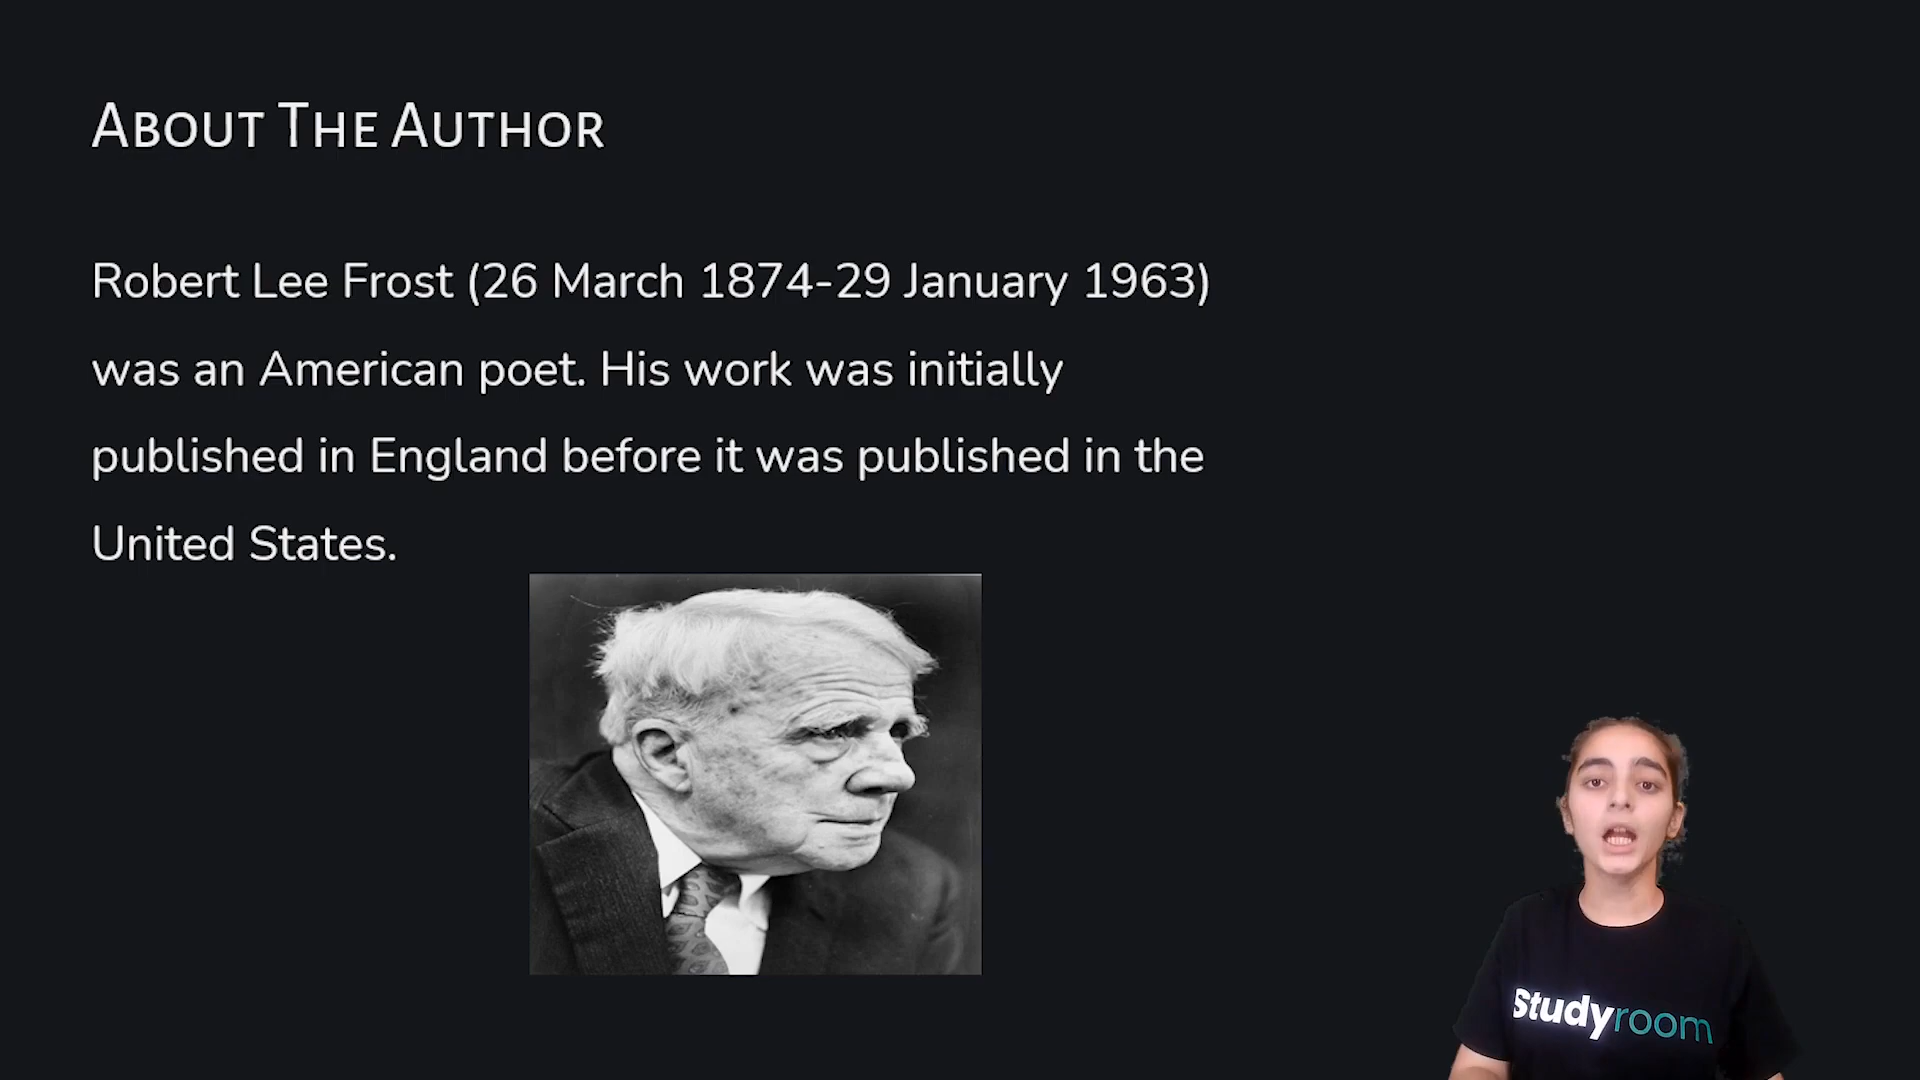 About The Author
Robert Lee Frost (26 March 1874-29 January 1963)
was an American poet. His work was initially
published in England before it was published in the
United States.
Studyroom